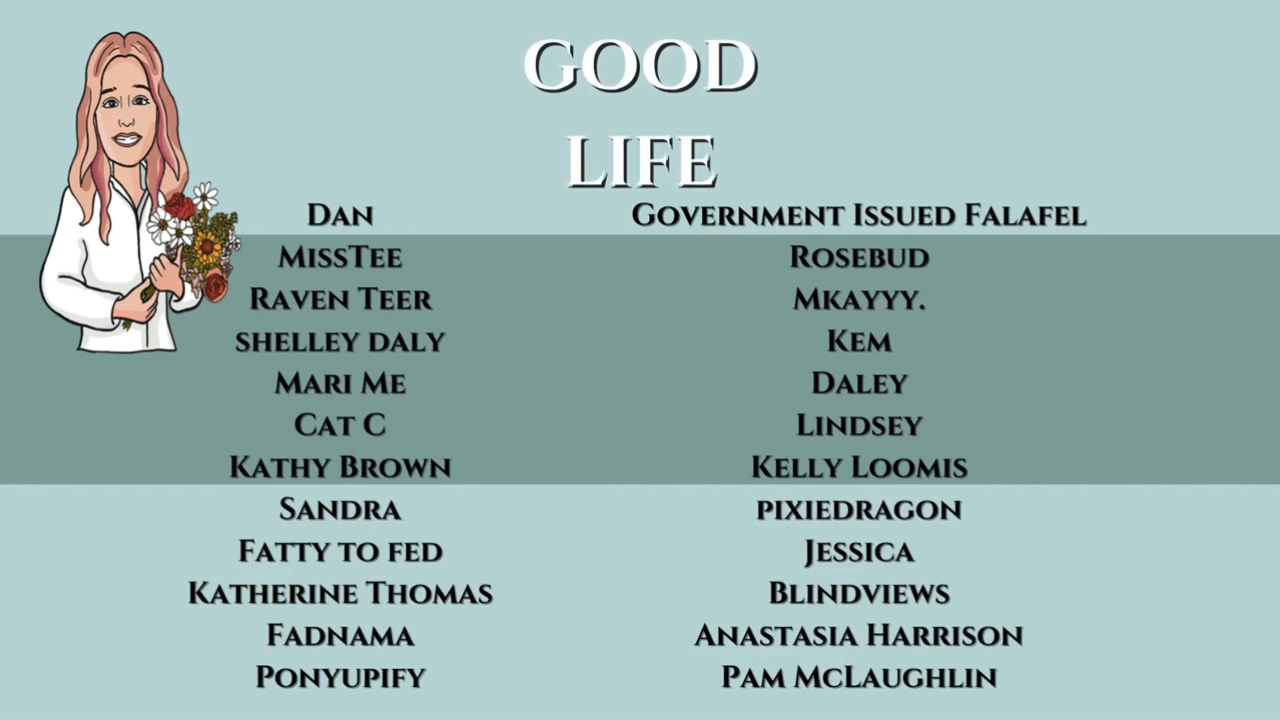 GOOD
LIFE
Dan
MissTee
Raven Teer
shelley daly
Mari Me
Cat C
Kathy Brown
Sandra
Fatty to fed
Katherine Thomas
Fadnama
Ponyupify
Government Issued Falafel
Rosebud
Mkayyy.
Kem
Daley
Lindsey
Kelly Loomis
pixiedragon
Jessica
Blindviews
Anastasia Harrison
Pam McLaughlin